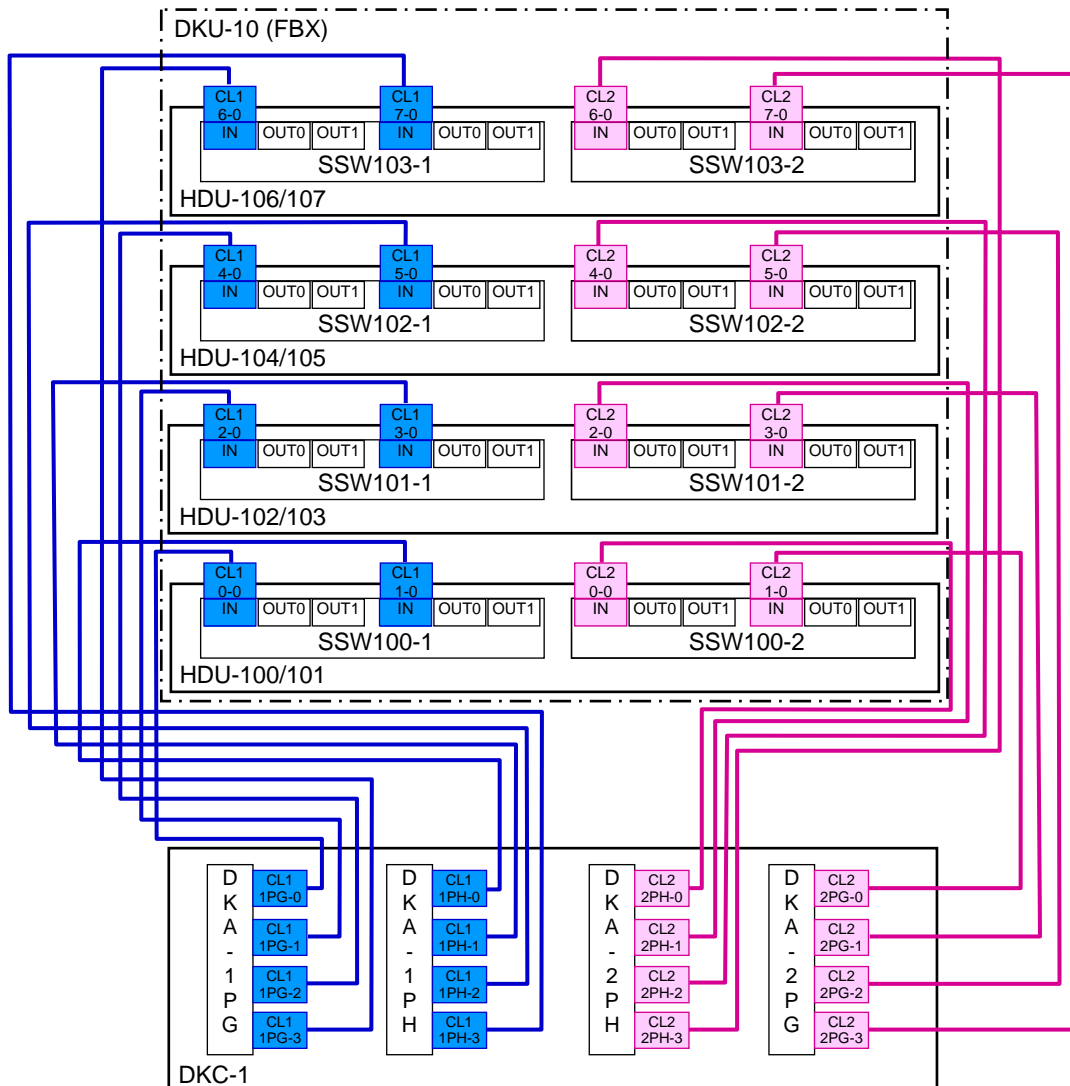 DKU-10 (FBX)
CL1
6-0
CL1
7-0
CL2
6-0
CL2
7-0
IN
OUT0
OUT1
IN
OUT0
OUT1
IN
OUT0
OUT1
IN
OUT0
OUT1
SSW103-1
SSW103-2
HDU-106/107
CL1
4-0
CL1
5-0
CL2
4-0
CL2
5-0
IN
OUT0
OUT1
IN
OUT0
OUT1
IN
OUT0
OUT1
IN
OUT0
OUT1
SSW102-1
SSW102-2
HDU-104/105
CL1
2-0
CL1
3-0
CL2
2-0
CL2
3-0
IN
OUT0
OUT1
IN
OUT0
OUT1
IN
OUT0
OUT1
IN
OUT0
OUT1
SSW101-1
SSW101-2
HDU-102/103
CL1
0-0
CL1
1-0
CL2
0-0
CL2
1-0
IN
OUT0
OUT1
IN
OUT0
OUT1
IN
OUT0
OUT1
IN
OUT0
OUT1
SSW100-1
SSW100-2
HDU-100/101
DKA-1PG
CL1
1PG-0
CL1
1PG-1
CL1
1PG-2
CL1
1PG-3
DKA-1PH
CL1
1PH-0
CL1
1PH-1
CL1
1PH-2
CL1
1PH-3
DKA-2PH
CL2
2PH-0
CL2
2PH-1
CL2
2PH-2
CL2
2PH-3
DKA-2PG
CL2
2PG-0
CL2
2PG-1
CL2
2PG-2
CL2
2PG-3
DKC-1